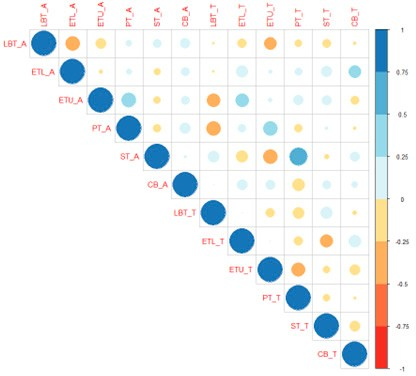 LBT_A ETL_A ETU_A PT_A ST_A CB_A LBT_T ETL_T ETU_T PT_T ST_T CB_T
LBT_A
ETL_A
ETU_A
PT_A
ST_A
CB_A
LBT_T
ETL_T
ETU_T
PT_T
ST_T
CB_T
1
0.75
0.5
0.25
0
-0.25
-0.5
-0.75
-1